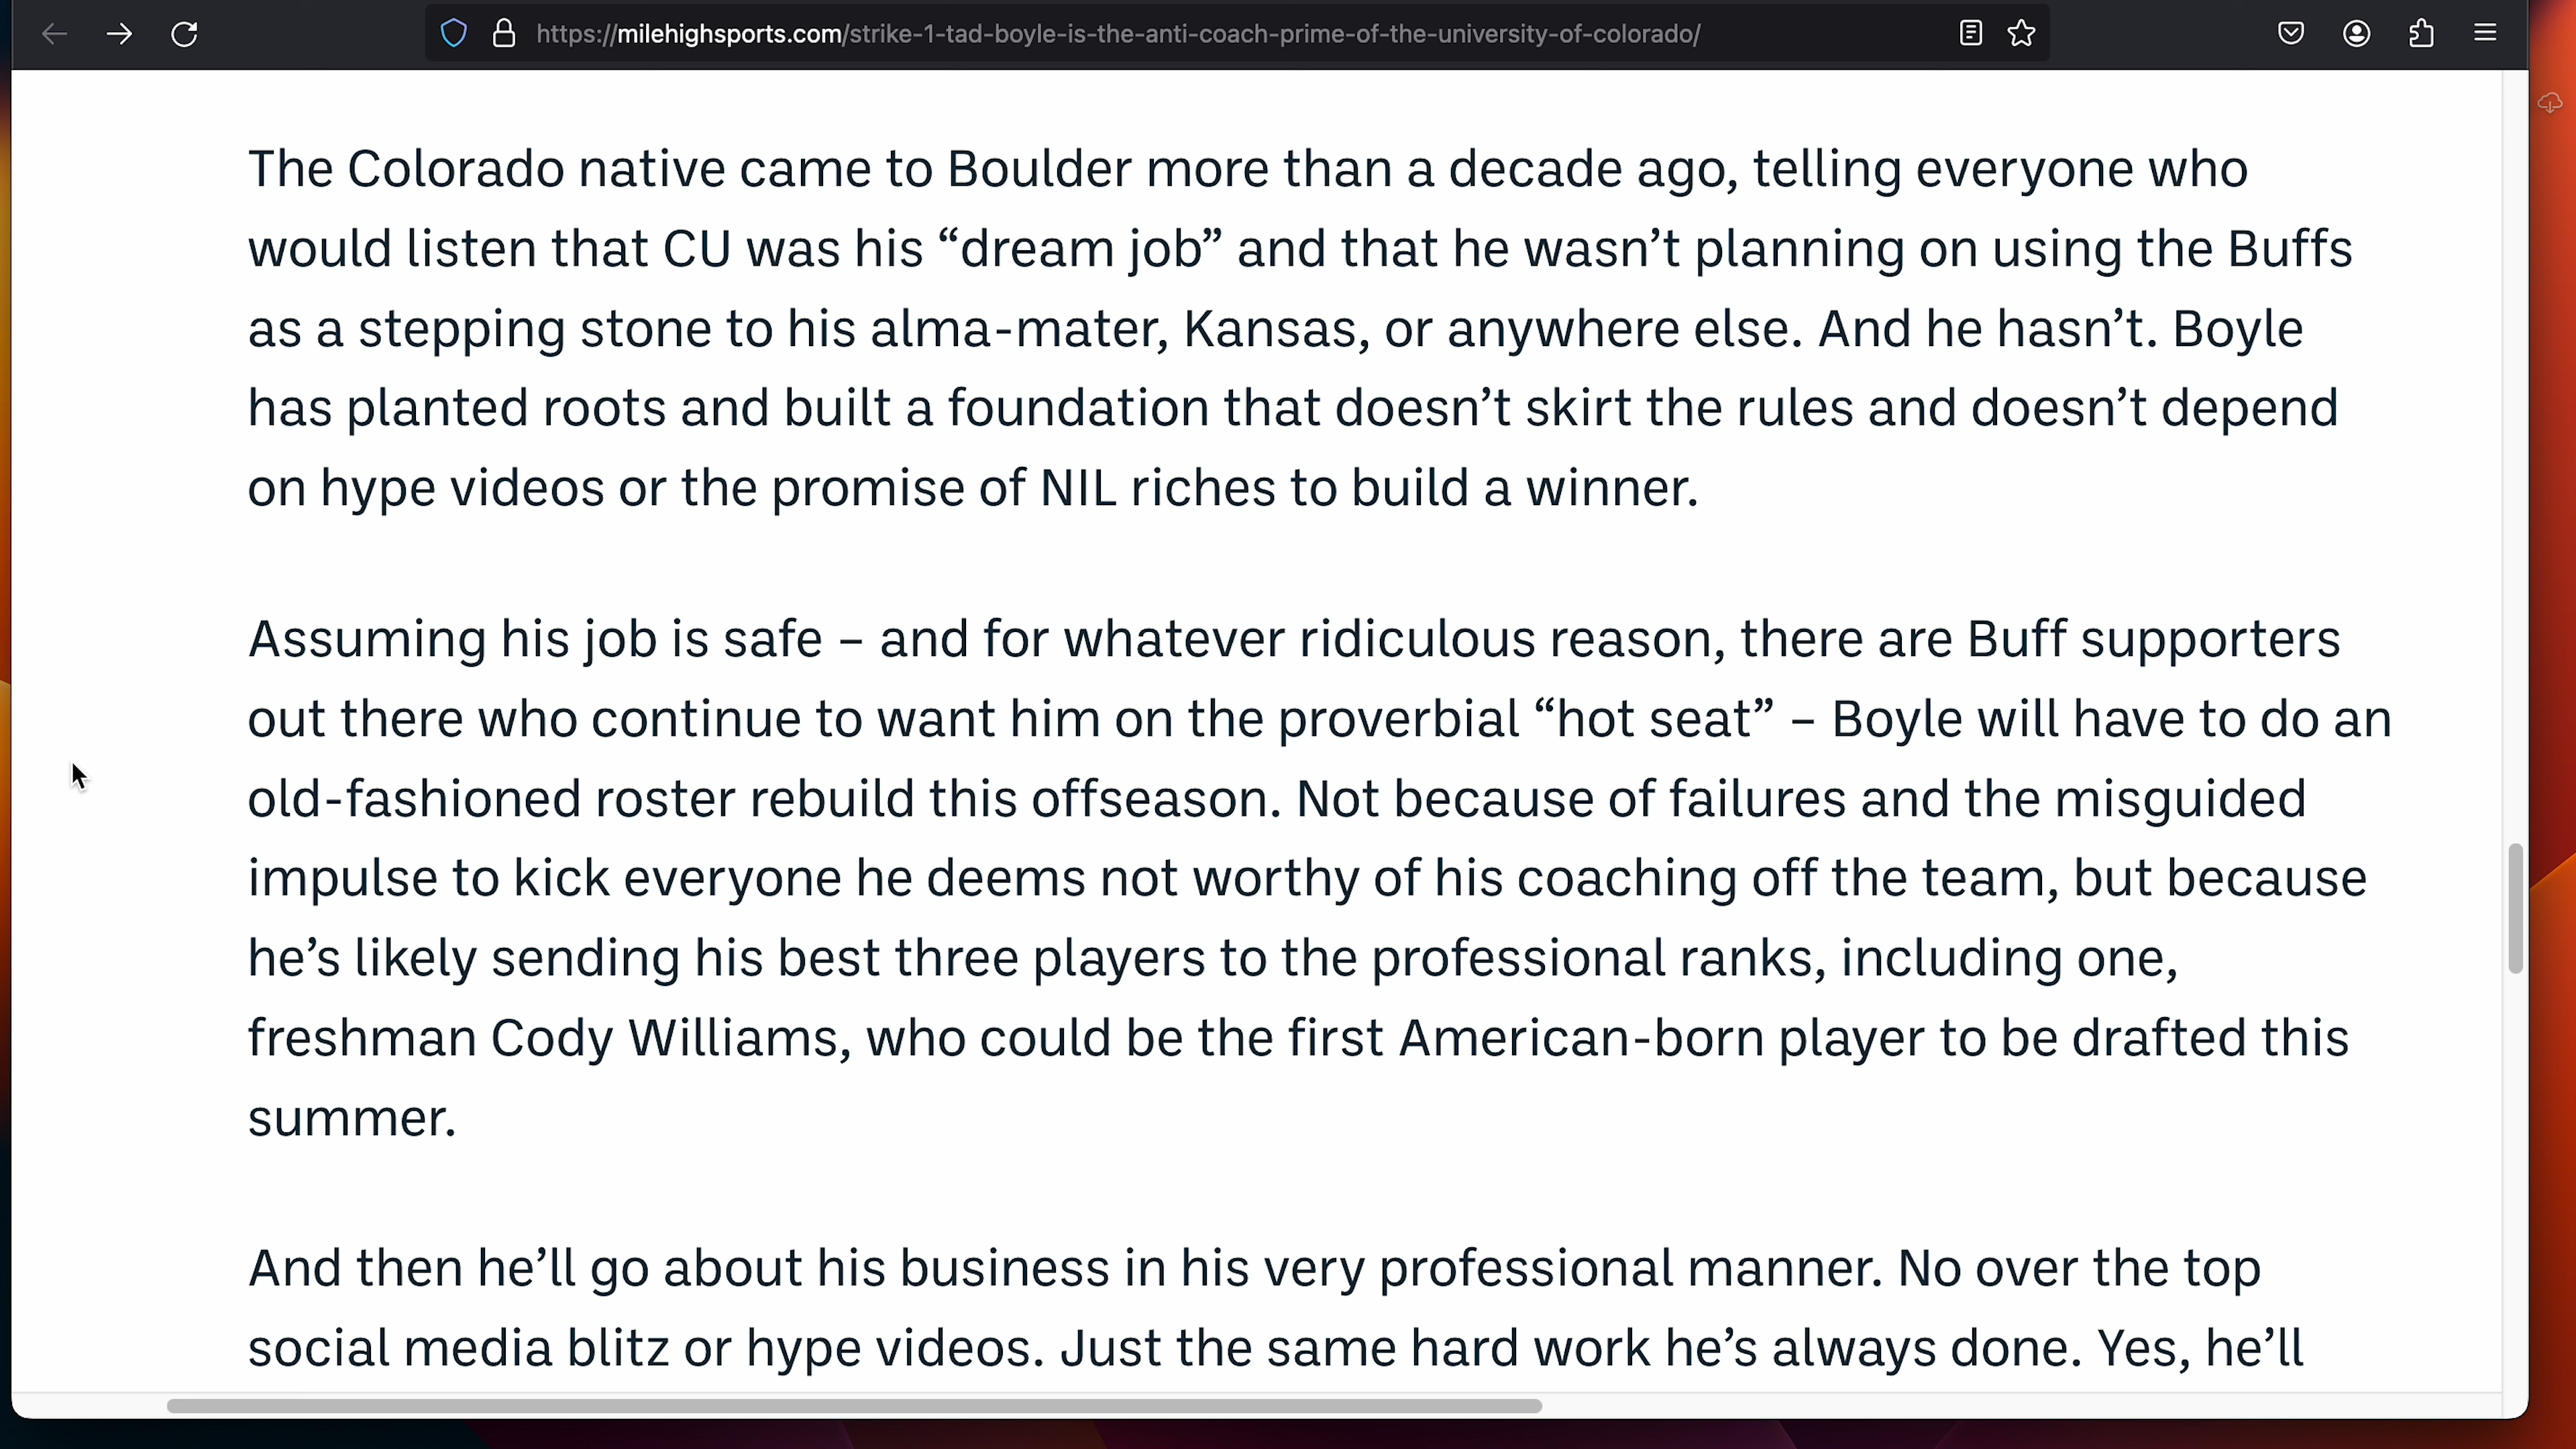 https://milehighsports.com/strike-1-tad-boyle-is-the-anti-coach-prime-of-the-university-of-colorado/
The Colorado native came to Boulder more than a decade ago, telling everyone who
would listen that CU was his “dream job” and that he wasn’t planning on using the Buffs
as a stepping stone to his alma-mater, Kansas, or anywhere else. And he hasn’t. Boyle
has planted roots and built a foundation that doesn’t skirt the rules and doesn’t depend
on hype videos or the promise of NIL riches to build a winner.
Assuming his job is safe – and for whatever ridiculous reason, there are Buff supporters
out there who continue to want him on the proverbial “hot seat” – Boyle will have to do an
old-fashioned roster rebuild this offseason. Not because of failures and the misguided
impulse to kick everyone he deems not worthy of his coaching off the team, but because
he’s likely sending his best three players to the professional ranks, including one,
freshman Cody Williams, who could be the first American-born player to be drafted this
summer.
And then he’ll go about his business in his very professional manner. No over the top
social media blitz or hype videos. Just the same hard work he’s always done. Yes, he’ll